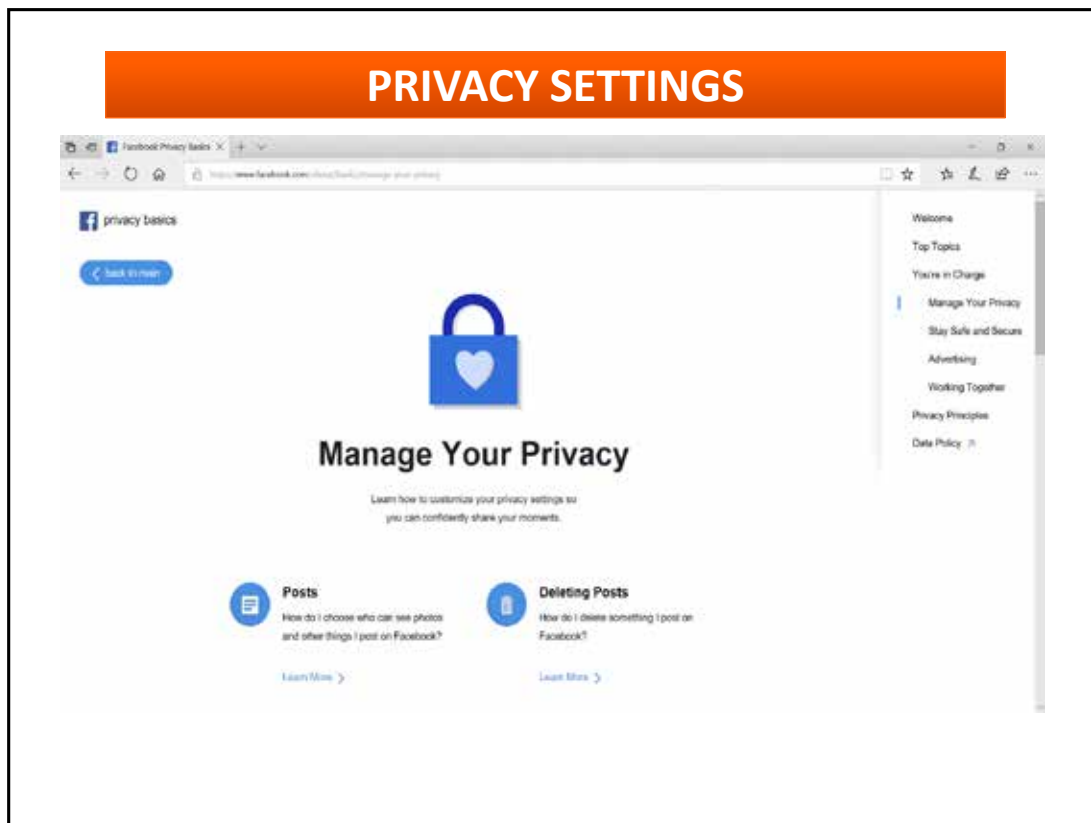 PRIVACY SETTINGS
Facebook Privacy Basics
www.facebook.com
privacy basics
back to main
Welcome
Top Topics
You're in Charge
Manage Your Privacy
Stay Safe and Secure
Advertising
Working Together
Privacy Principles
Data Policy
Manage Your Privacy
Learn how to customize your privacy settings so
you can confidently share your moments.
Posts
How do I choose who can see photos
and other things I post on Facebook?
Learn More
Deleting Posts
How do I delete something I post on
Facebook?
Learn More